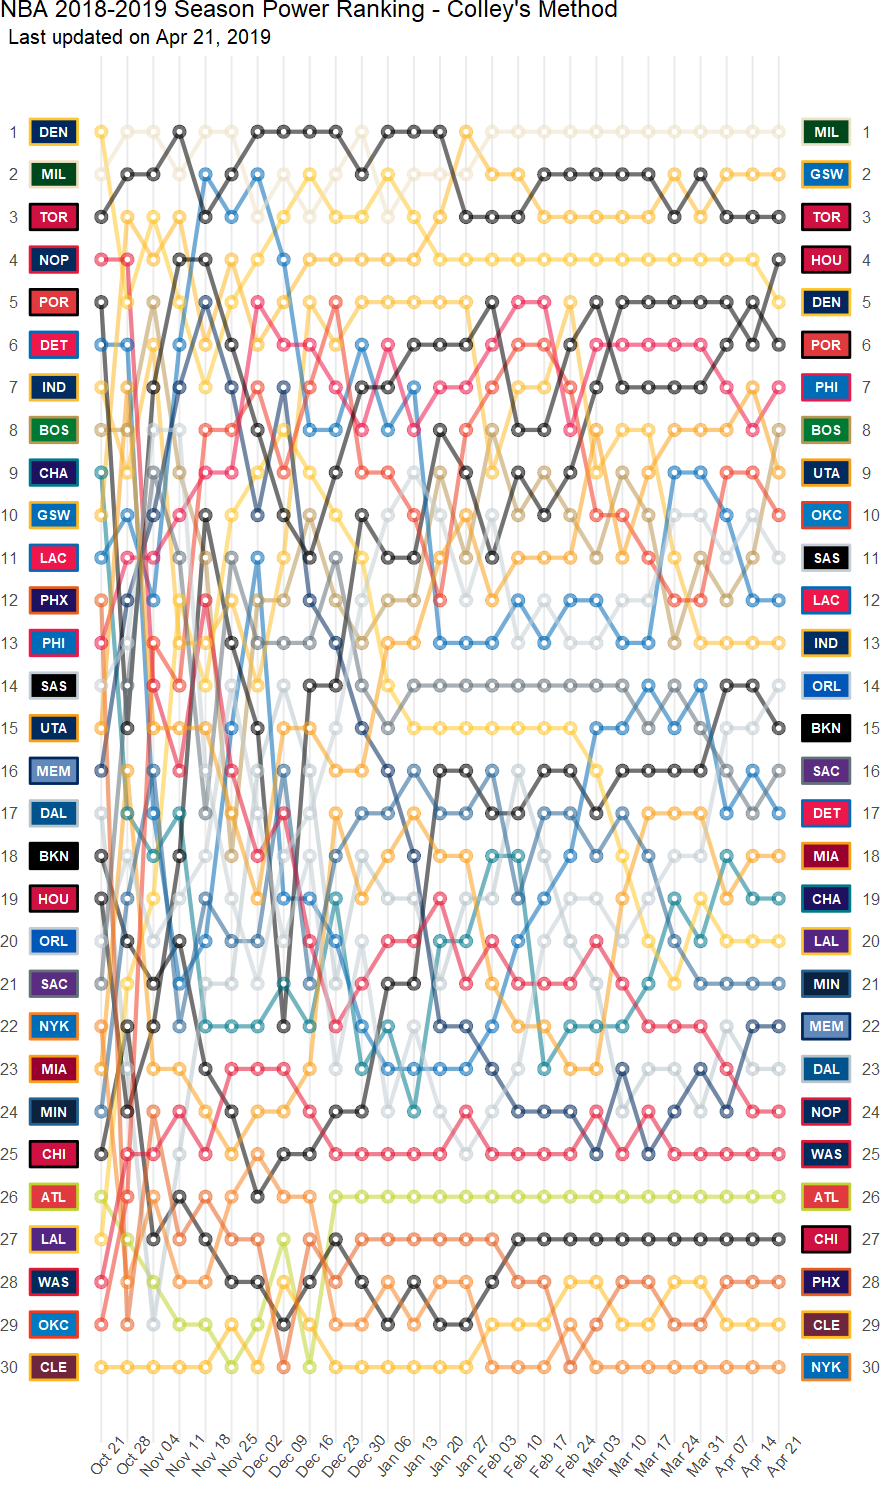 NBA 2018-2019 Season Power Ranking - Colley's Method
Last updated on Apr 21, 2019
1 DEN MIL 1
2 MIL GSW 2
3 TOR TOR 3
4 NOP HOU 4
5 POR DEN 5
6 DET POR 6
7 IND PHI 7
8 BOS BOS 8
9 CHA UTA 9
10 GSW OKC 10
11 LAC SAS 11
12 PHX LAC 12
13 PHI IND 13
14 SAS ORL 14
15 UTA BKN 15
16 MEM SAC 16
17 DAL DET 17
18 BKN MIA 18
19 HOU CHA 19
20 ORL LAL 20
21 SAC MIN 21
22 NYK MEM 22
23 MIA DAL 23
24 MIN NOP 24
25 CHI WAS 25
26 ATL ATL 26
27 LAL CHI 27
28 WAS PHX 28
29 OKC CLE 29
30 CLE NYK 30
Oct 21 Oct 28 Nov 04 Nov 11 Nov 18 Nov 25 Dec 02 Dec 09 Dec 16 Dec 23 Dec 30 Jan 06 Jan 13 Jan 20 Jan 27 Feb 03 Feb 10 Feb 17 Feb 24 Mar 03 Mar 10 Mar 17 Mar 24 Mar 31 Apr 07 Apr 14 Apr 21